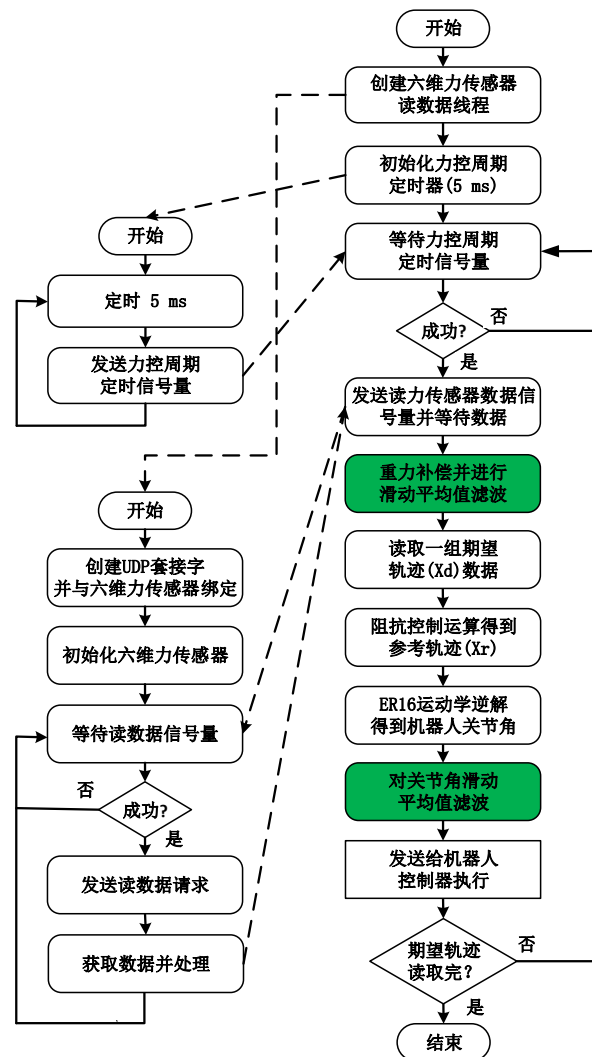 开始
创建六维力传感器
读数据线程
初始化力控周期
定时器(5 ms)
等待力控周期
定时信号量
成功?
否
是
发送读力传感器数据信
号量并等待数据
重力补偿并进行
滑动平均值滤波
读取一组期望
轨迹(Xd)数据
阻抗控制运算得到
参考轨迹(Xr)
ER16运动学逆解
得到机器人关节角
对关节角滑动
平均值滤波
发送给机器人
控制器执行
期望轨迹
读取完?
否
是
结束
开始
定时 5 ms
发送力控周期
定时信号量
开始
创建UDP套接字
并与六维力传感器绑定
初始化六维力传感器
等待读数据信号量
否
成功?
是
发送读数据请求
获取数据并处理